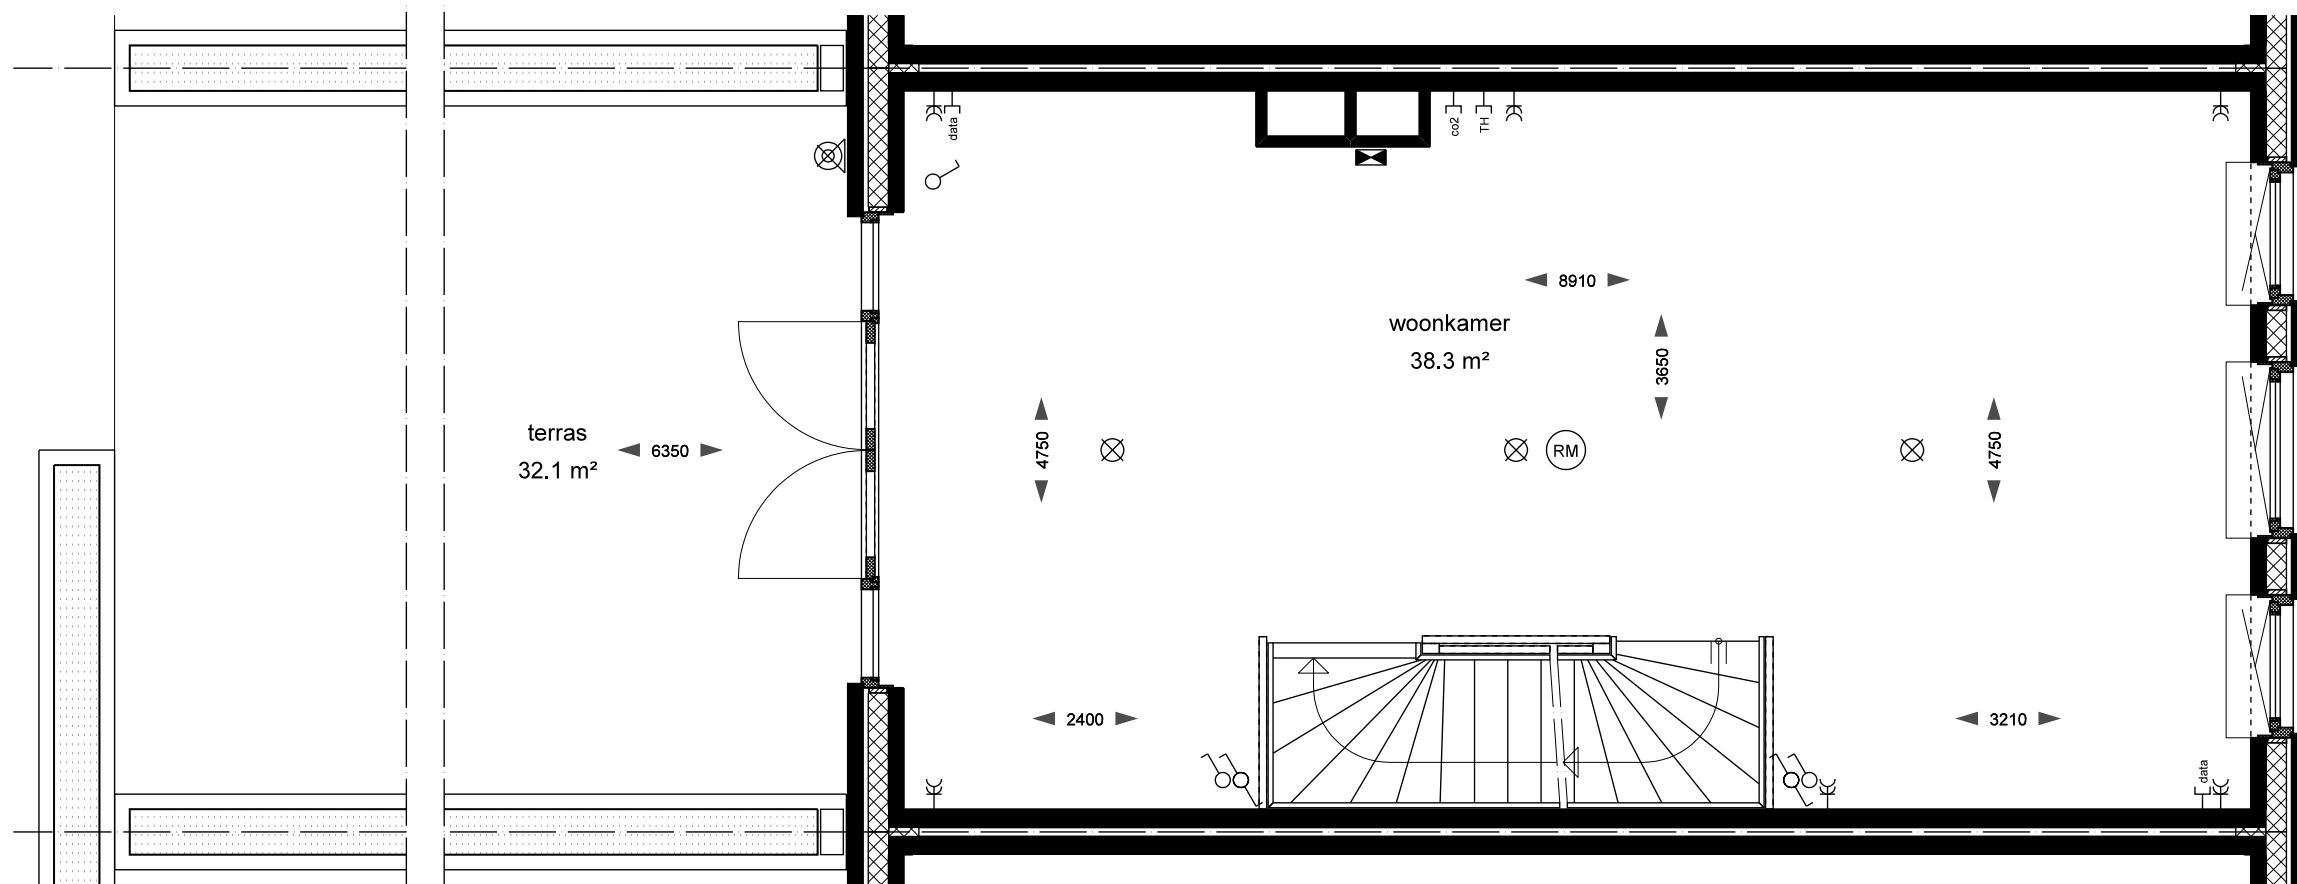 data
co2
TH
8910
woonkamer
38.3 m²
3650
terras
32.1 m²
6350
4750
RM
4750
2400
3210
data